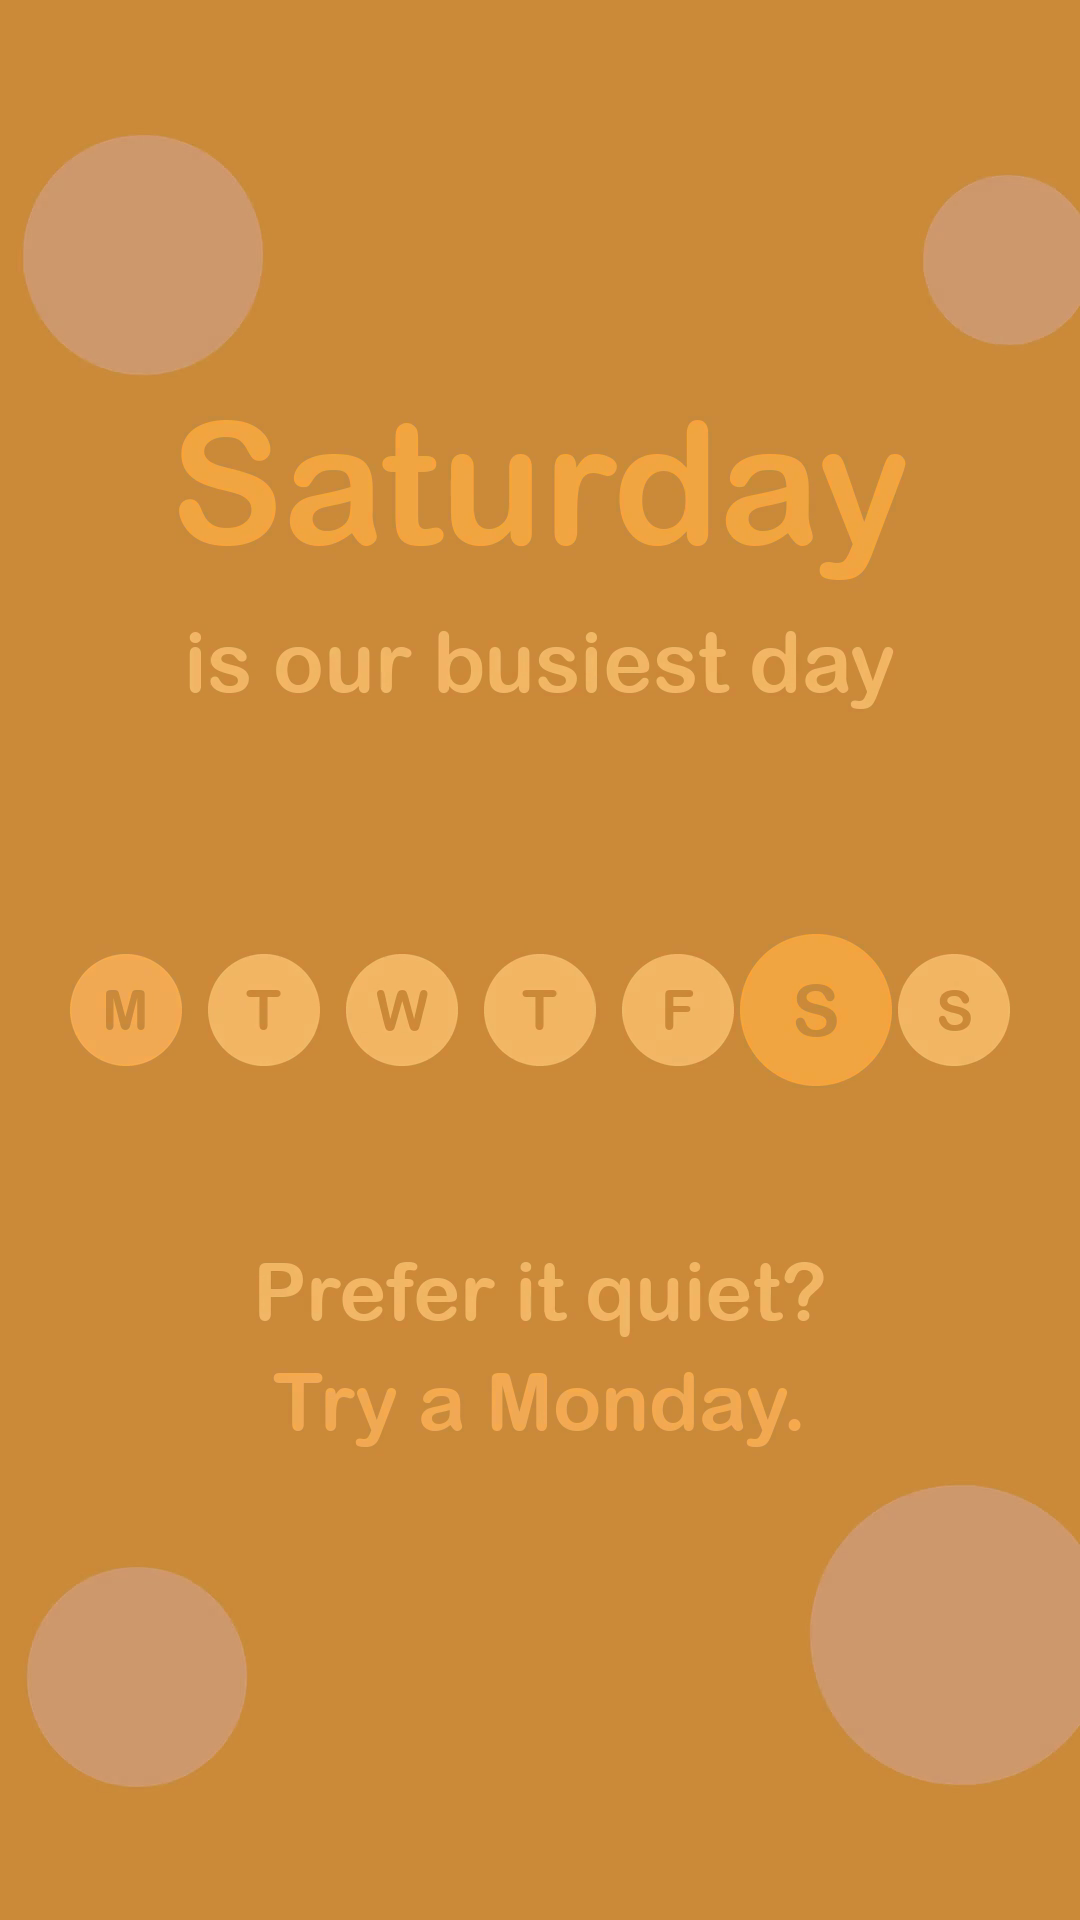 Saturday
is our busiest day
M T W T F S S
Prefer it quiet?
Try a Monday.